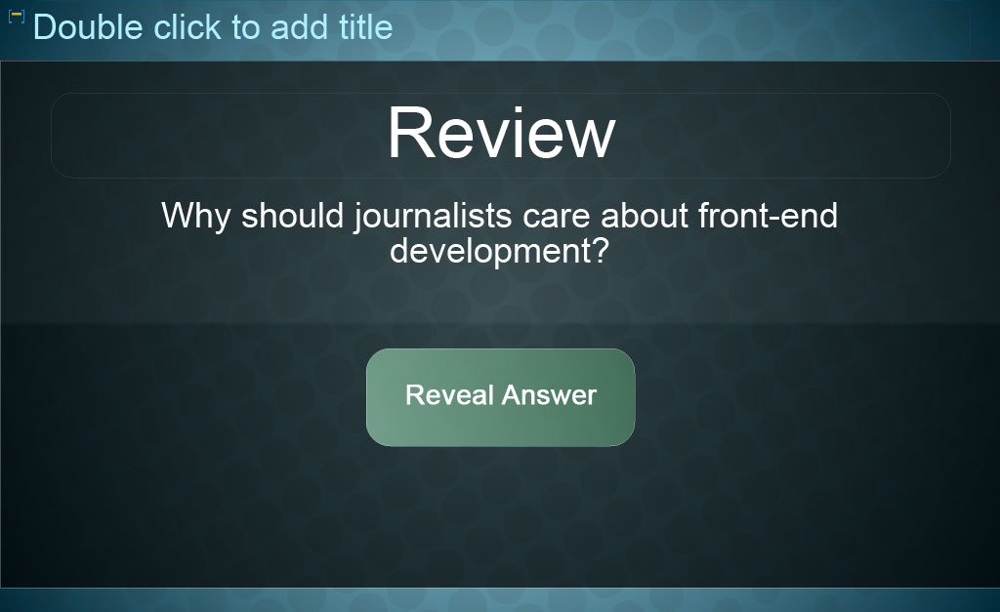 Double click to add title
Review
Why should journalists care about front-end
development?
Reveal Answer